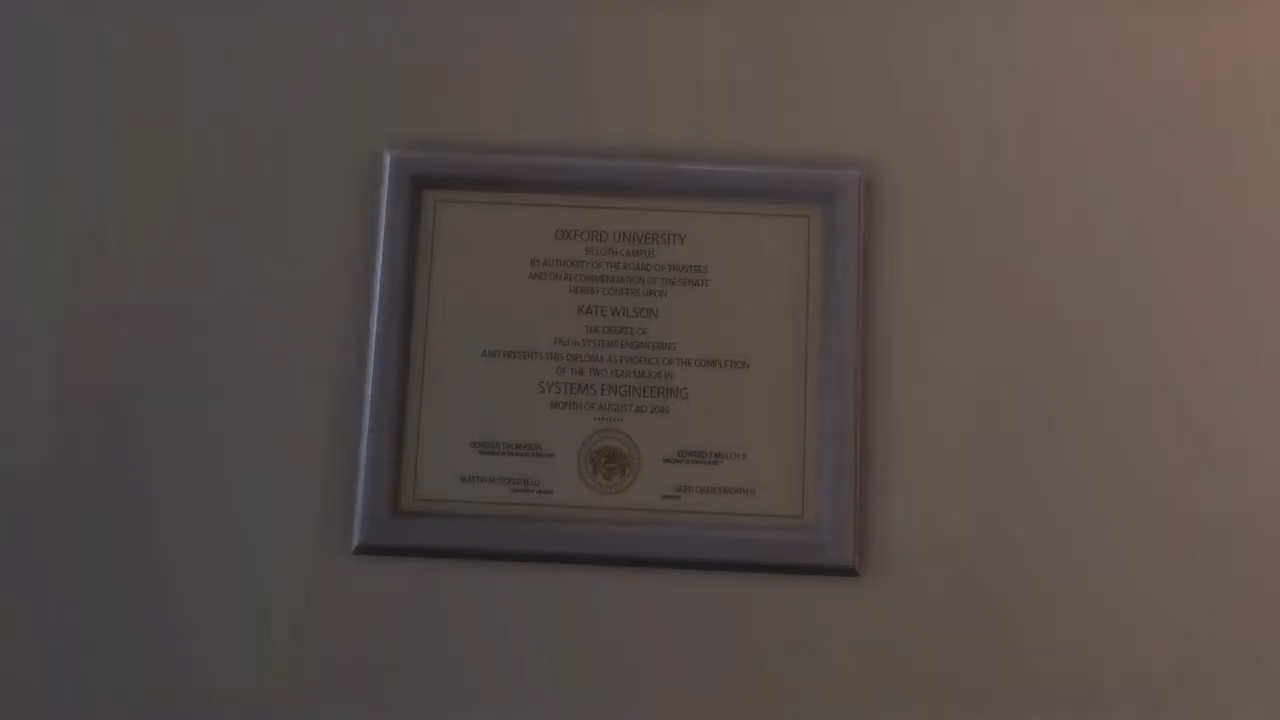 OXFORD UNIVERSITY
CAMPUS
BY AUTHORITY OF THE BOARD OF TRUSTEES
AND ON RECOMMENDATION OF THE SENATE
HEREBY CONFERS UPON
KATE WILSON
THE DEGREE OF
Phd in SYSTEMS ENGINEERING
AND PRESENTS THIS DIPLOMA AS EVIDENCE OF THE COMPLETION
OF THE TWO YEAR MAJOR IN
SYSTEMS ENGINEERING
MONTH OF AUGUST AD
GORDON THOMPSON